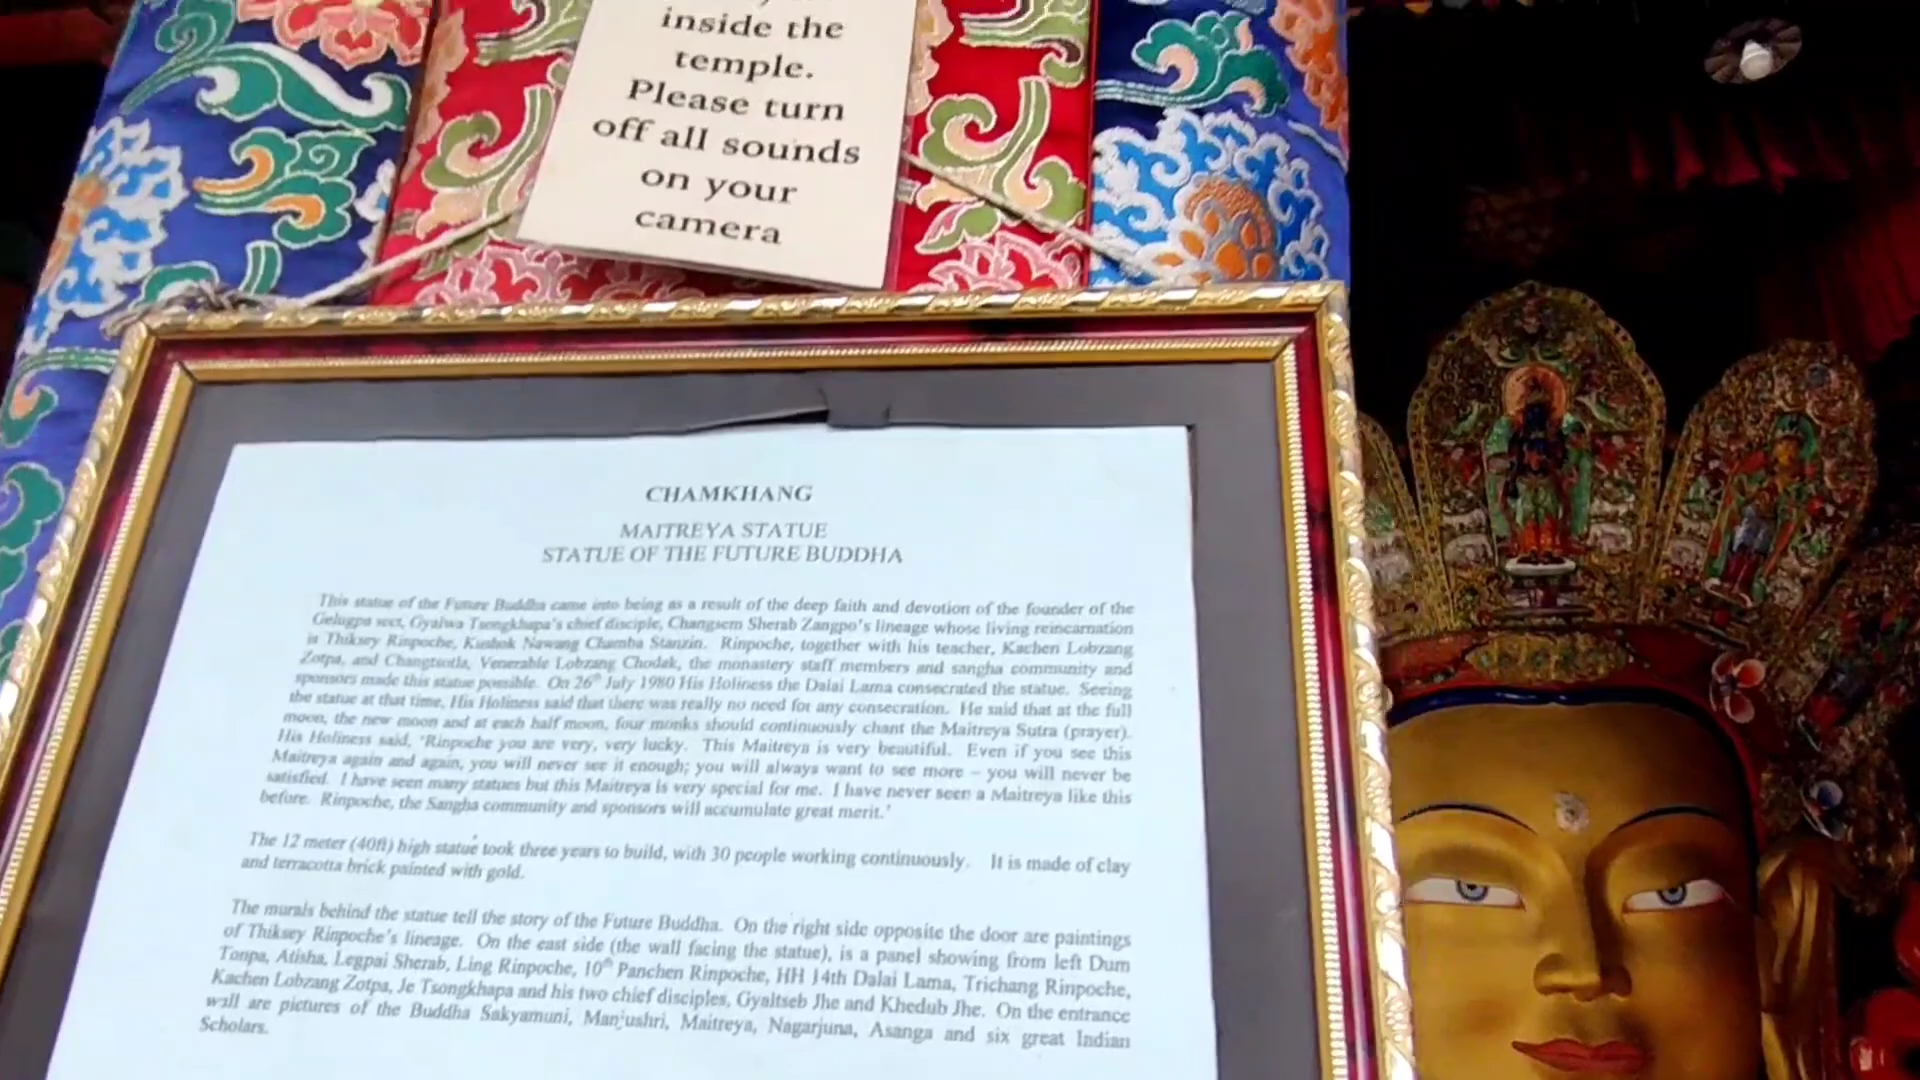 inside the
temple.
Please turn
off all sounds
on your
camera
CHAMKHANG
MAITREYA STATUE
STATUE OF THE FUTURE BUDDHA
This statue of the Future Buddha came into being as a result of the deep faith and devotion of the founder of the
Gelugpa sect, Gyalwa Tsongkhapa's chief disciple, Changsem Sherab Zangpo's lineage whose living reincarnation
is Thiksey Rinpoche, Kushok Nawang Chamba Stanzin. Rinpoche, together with his teacher, Kachen Lobzang
Zotpa, and Changtsotla, Venerable Lobzang Chodak, the monastery staff members and sangha community and
sponsors made this statue possible. On 26th July 1980 His Holiness the Dalai Lama consecrated the statue. Seeing
the statue at that time, His Holiness said that there was really no need for any consecration. He said that at the full
moon, the new moon and at each half moon, four monks should continuously chant the Maitreya Sutra (prayer).
His Holiness said, 'Rinpoche you are very, very lucky. This Maitreya is very beautiful. Even if you see this
Maitreya again and again, you will never see it enough; you will always want to see more – you will never be
satisfied. I have seen many statues but this Maitreya is very special for me. I have never seen a Maitreya like this
before. Rinpoche, the Sangha community and sponsors will accumulate great merit.'
The 12 meter (40ft) high statue took three years to build, with 30 people working continuously. It is made of clay
and terracotta brick painted with gold.
The murals behind the statue tell the story of the Future Buddha. On the right side opposite the door are paintings
of Thiksey Rinpoche's lineage. On the east side (the wall facing the statue), is a panel showing from left Dum
Tonpa, Atisha, Legpai Sherab, Ling Rinpoche, 10th Panchen Rinpoche, HH 14th Dalai Lama, Trichang Rinpoche,
Kachen Lobzang Zotpa, Je Tsongkhapa and his two chief disciples, Gyaltseb Jhe and Khedub Jhe. On the entrance
wall are pictures of the Buddha Sakyamuni, Manjushri, Maitreya, Nagarjuna, Asanga and six great Indian
Scholars.